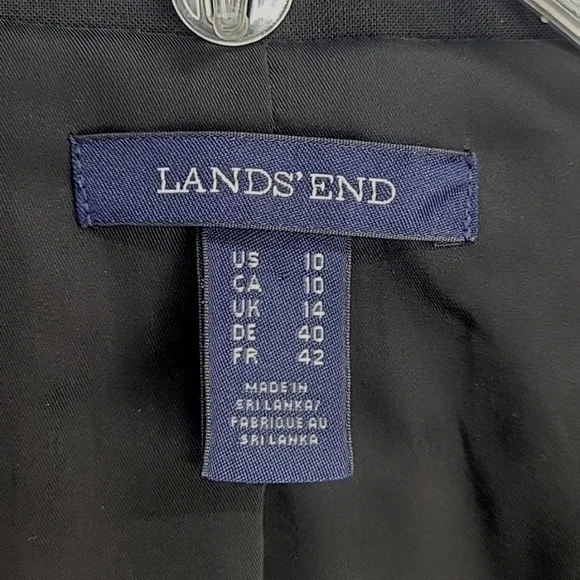 LANDS' END
US 10
CA 10
UK 14
DE 40
FR 42
MADE IN
SRI LANKA/
FABRIQUE AU
SRI LANKA